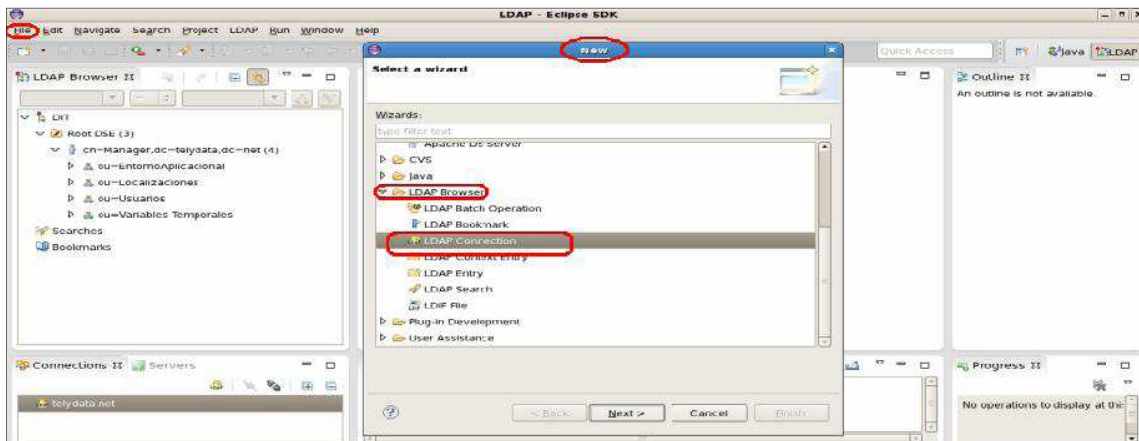 LDAP - Eclipse SDK
File Edit Navigate Search Project LDAP Run Window Help
New
Quick Access
Java
LDAP
LDAP Browser
DIT
Root DSE (3)
cn=Manager,dc=telydata,dc=net (4)
ou=EntornoAplicacional
ou=Localizaciones
ou=Usuarios
ou=Variables Temporales
Searches
Bookmarks
Select a wizard
Wizards:
type filter text
Apache DS Server
CVS
Java
LDAP Browser
LDAP Batch Operation
LDAP Bookmark
LDAP Connection
LDAP Context Entry
LDAP Entry
LDAP Search
LDIF File
Plug-in Development
User Assistance
< Back
Next >
Cancel
Finish
Outline
An outline is not available.
Connections
Servers
telydata.net
Progress
No operations to display at this